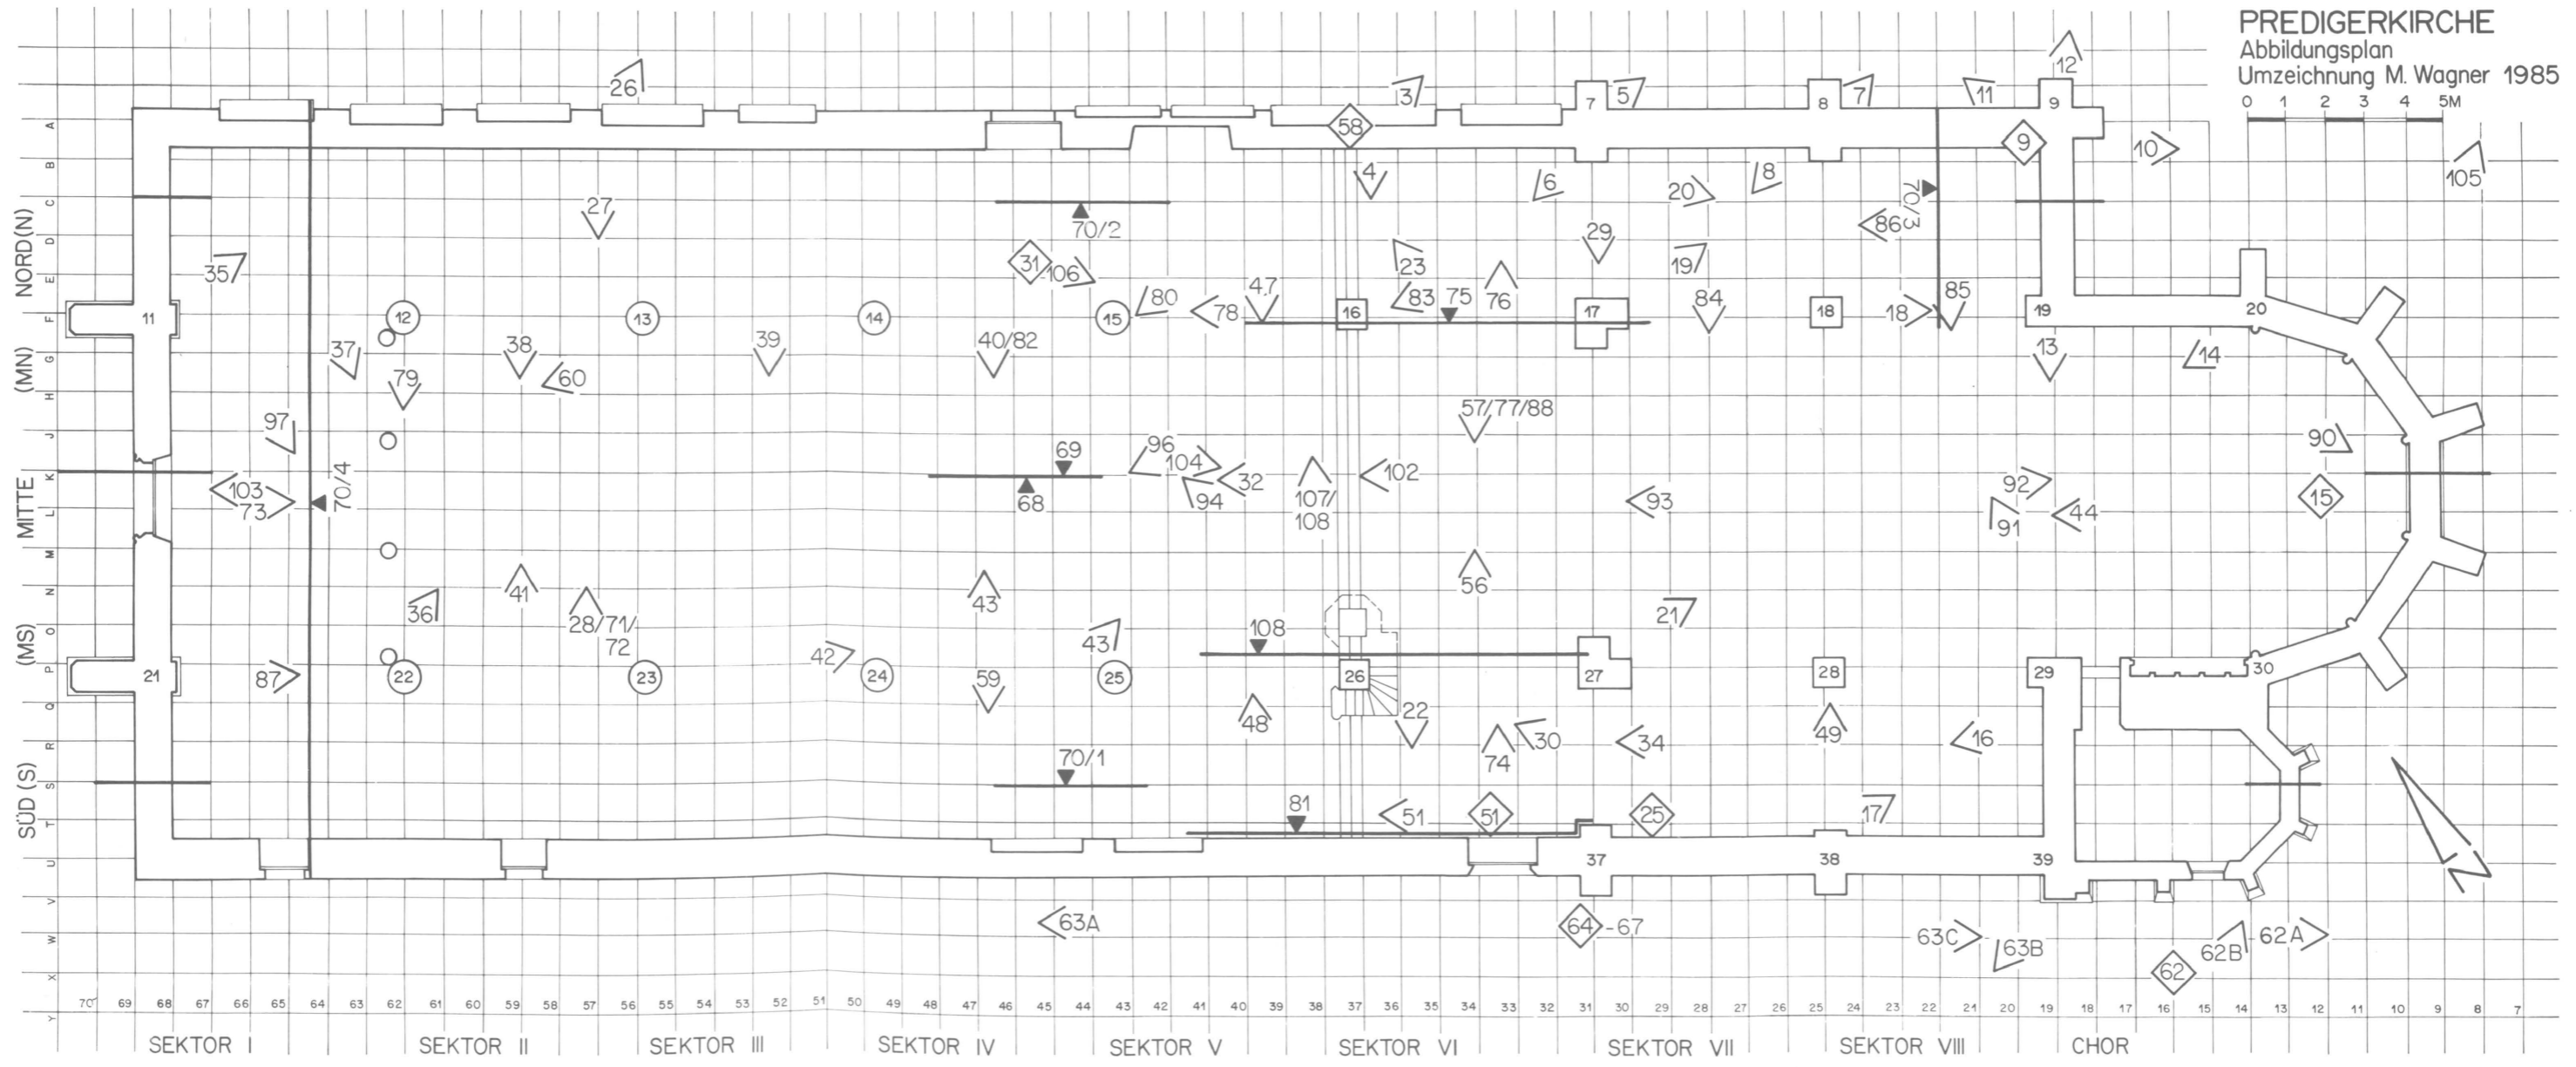 PREDIGERKIRCHE
Abbildungsplan
Umzeichnung M. Wagner 1985
0 1 2 3 4 5M
12
26 3 7 5 8 7 11 9
58 9 10 105
4 6 20 8 70/3
27 70/2 29 86
35 31 106 23 19
80 78 47 16 83 75 76 17 84 18 18 85 19 20
11 12 13 14 15
37 38 39 40/82 13 14
79 60
97 57/77/88
69 96 104 32 102 90
103 73 70/4 68 94 107/
108
93 92 91 44 15
36 41 28/71/
72
43 56 21
42 43 108
21 87 22 23 24 59 25 26 27 28 29 30
48 22 74 30 34 49 16
70/1
81 51 51 25 17
37 38 39
63A 64 -67 63C 63B 62B 62A
62
NORD(N)
(MN)
MITTE
(MS)
SÜD (S)
A
B
C
D
E
F
G
H
J
K
L
M
N
O
P
Q
R
S
T
U
V
W
X
Y
70 69 68 67 66 65 64 63 62 61 60 59 58 57 56 55 54 53 52 51 50 49 48 47 46 45 44 43 42 41 40 39 38 37 36 35 34 33 32 31 30 29 28 27 26 25 24 23 22 21 20 19 18 17 16 15 14 13 12 11 10 9 8 7
SEKTOR I SEKTOR II SEKTOR III SEKTOR IV SEKTOR V SEKTOR VI SEKTOR VII SEKTOR VIII CHOR
N